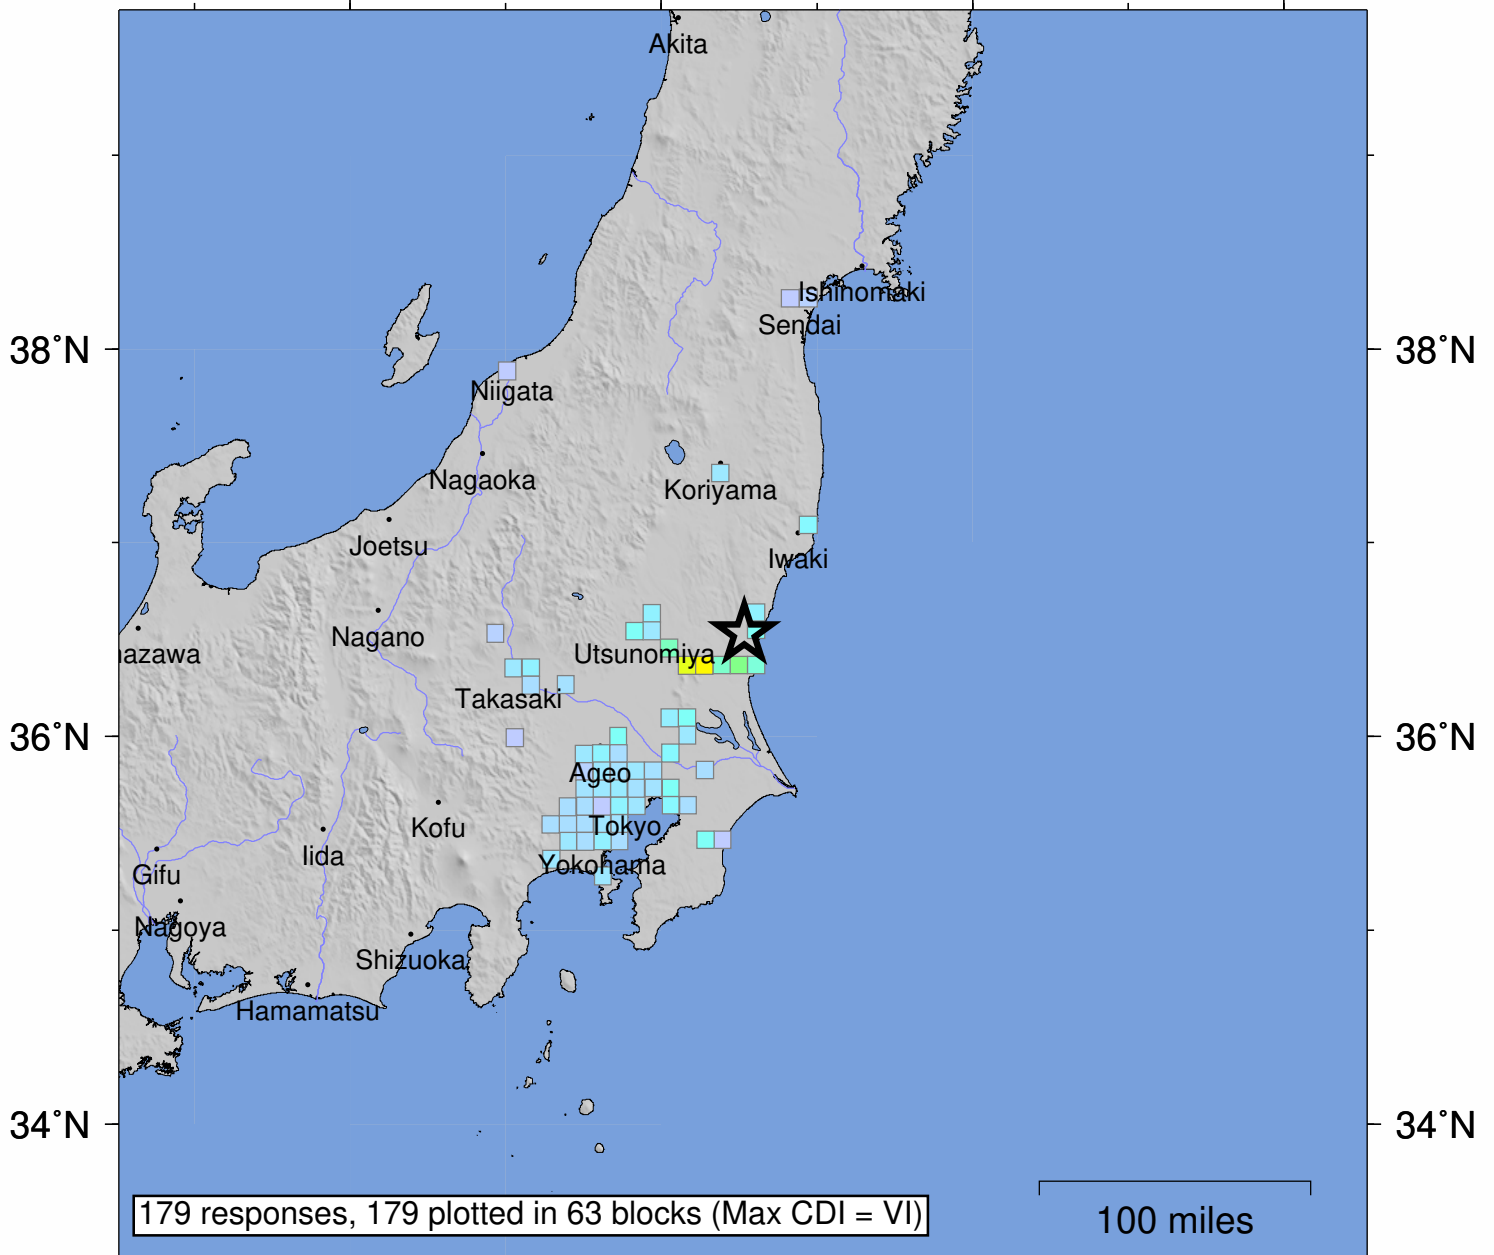 Akita
Ishinomaki
Sendai
38°N
38°N
Niigata
Nagaoka
Koriyama
Joetsu
Iwaki
Nagano
nazawa
Utsunomiya
Takasaki
36°N
36°N
Ageo
Tokyo
Kofu
Iida
Yokohama
Gifu
Nagoya
Shizuoka
Hamamatsu
34°N
34°N
179 responses, 179 plotted in 63 blocks (Max CDI = VI)
100 miles